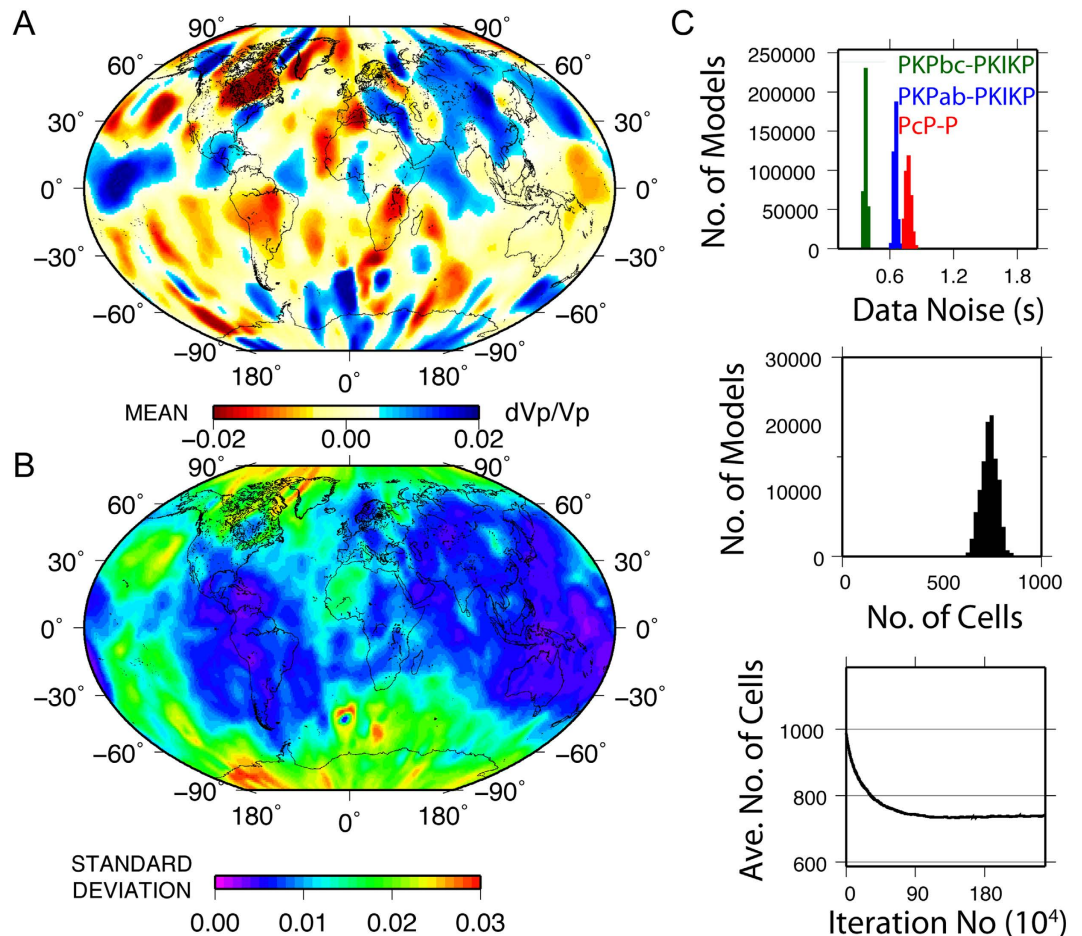 A
90˚ 90˚
60˚ 60˚
30˚ 30˚
0˚ 0˚
−30˚ −30˚
−60˚ −60˚
−90˚ −90˚
180˚ 0˚ 180˚
MEAN dVp/Vp
−0.02 0.00 0.02
B
90˚ 90˚
60˚ 60˚
30˚ 30˚
0˚ 0˚
−30˚ −30˚
−60˚ −60˚
−90˚ −90˚
180˚ 0˚ 180˚
STANDARD
DEVIATION
0.00 0.01 0.02 0.03
C
No. of Models
250000
200000
150000
100000
50000
0
PKPbc-PKIKP
PKPab-PKIKP
PcP-P
0.6 1.2 1.8
Data Noise (s)
No. of Models
30000
20000
10000
0
0 500 1000
No. of Cells
Ave. No. of Cells
1000
800
600
0 90 180
Iteration No (10⁴)